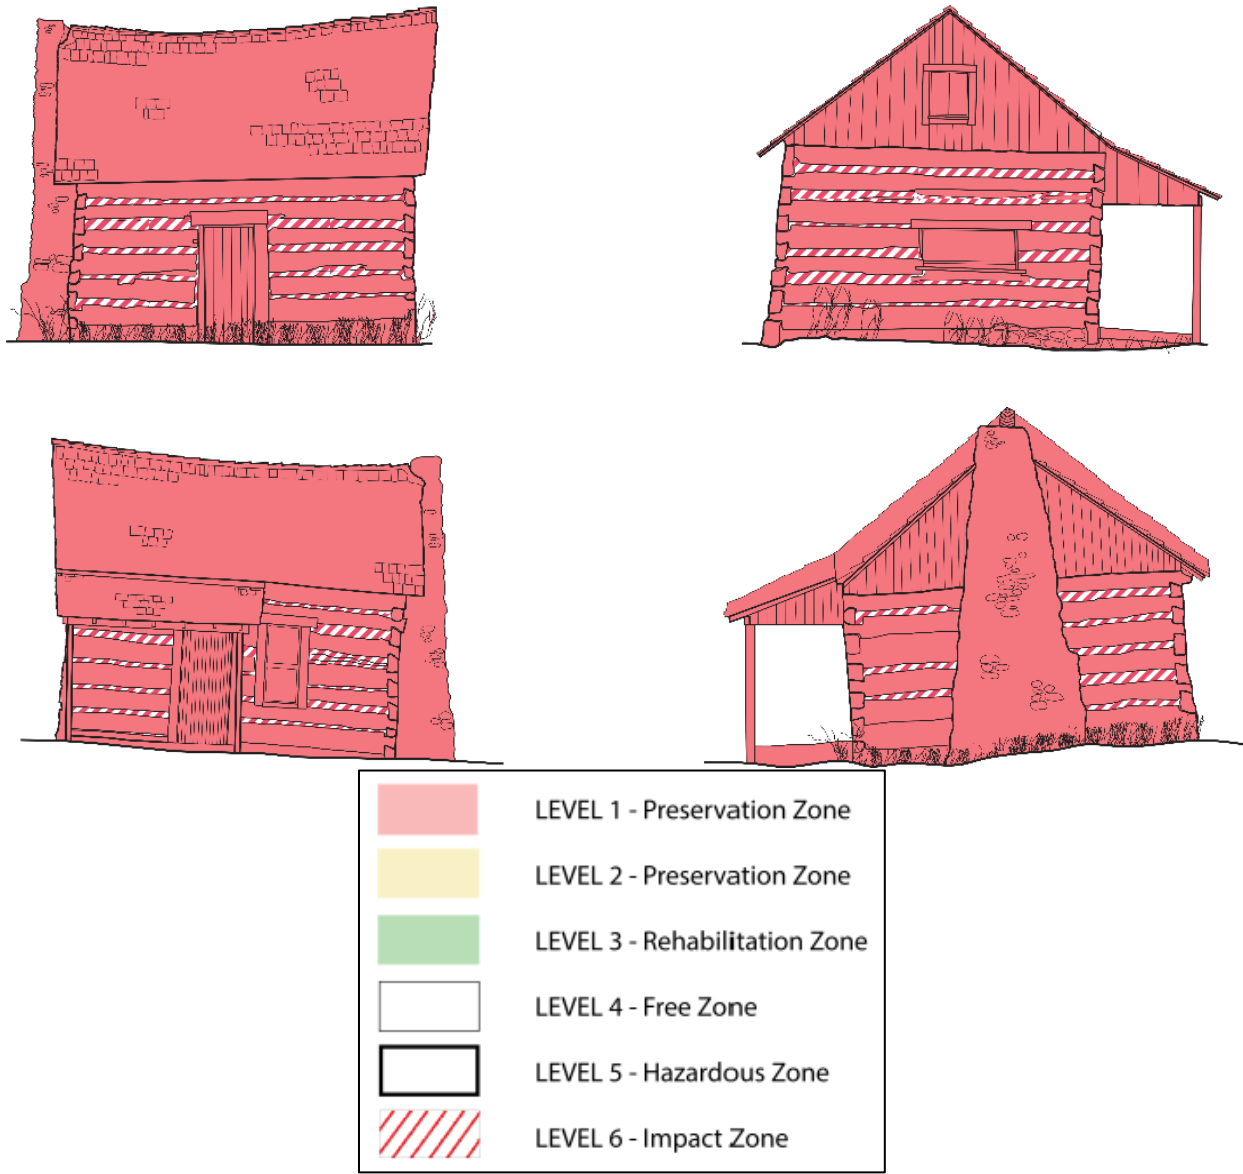 LEVEL 1 - Preservation Zone
LEVEL 2 - Preservation Zone
LEVEL 3 - Rehabilitation Zone
LEVEL 4 - Free Zone
LEVEL 5 - Hazardous Zone
LEVEL 6 - Impact Zone